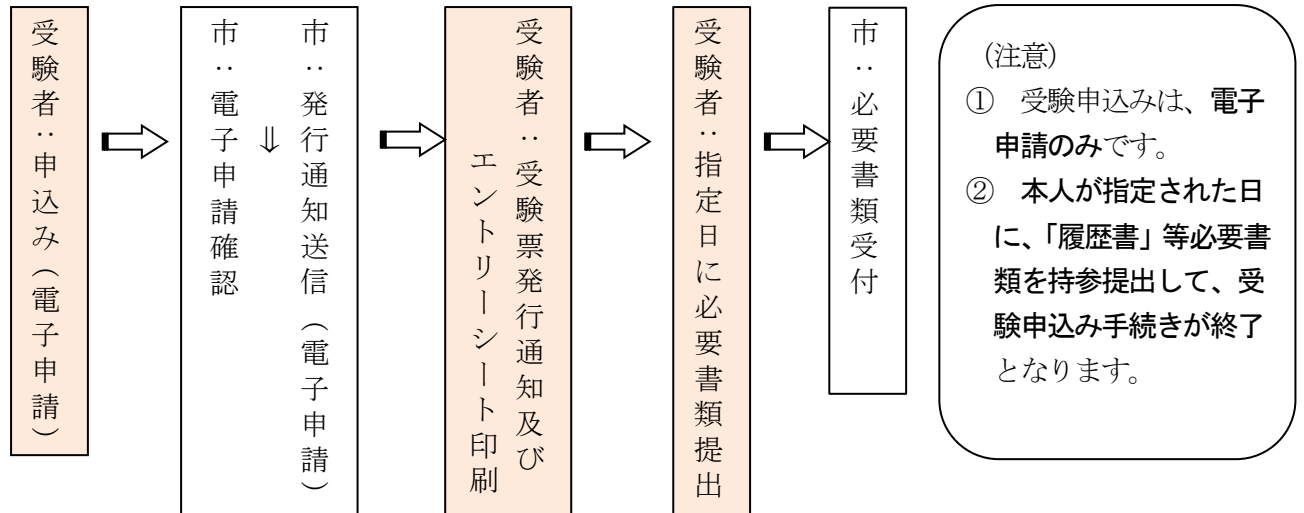 受験者：申込み（電子申請）
⇨
市：電子申請確認
⇓
市：発行通知送信（電子申請）
⇨
受験者：受験票発行通知及び
エントリーシート印刷
⇨
受験者：指定日に必要書類提出
⇨
市：必要書類受付
（注意）
①　受験申込みは、電子
申請のみです。
②　本人が指定された日
に、「履歴書」等必要書
類を持参提出して、受
験申込み手続きが終了
となります。